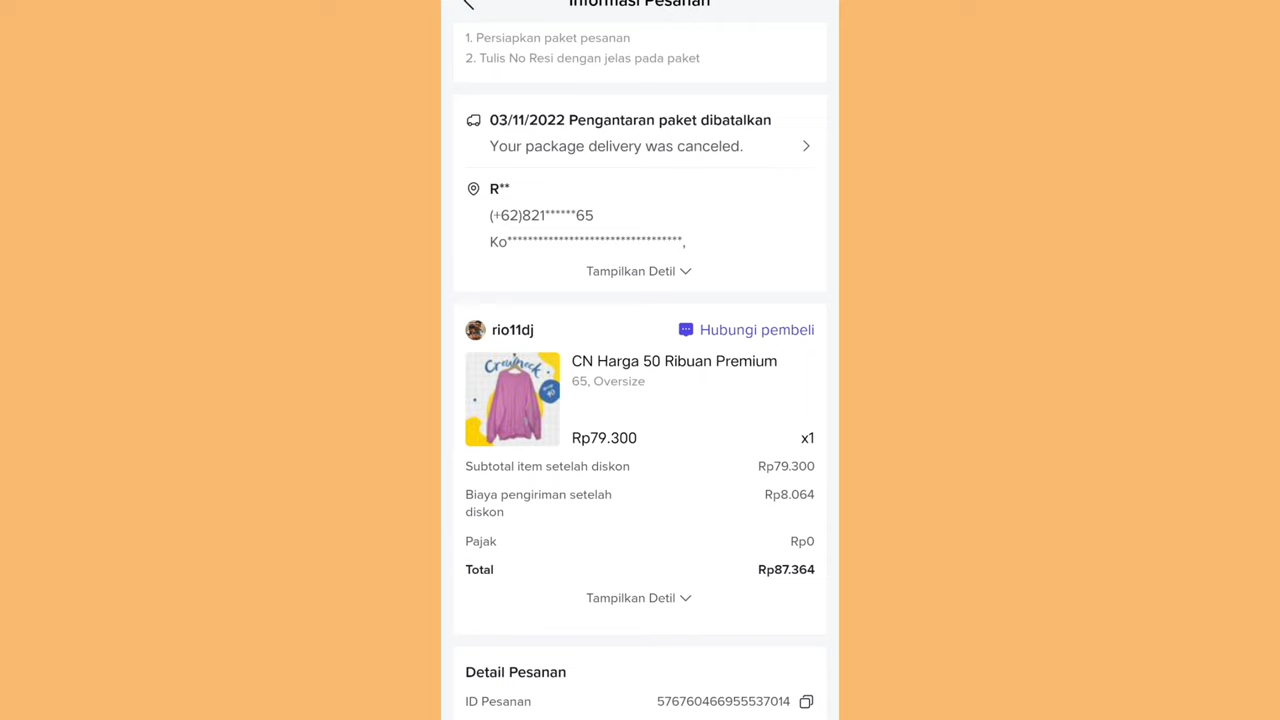 Informasi Pesanan
1. Persiapkan paket pesanan
2. Tulis No Resi dengan jelas pada paket
03/11/2022 Pengantaran paket dibatalkan
Your package delivery was canceled.
R**
(+62)821******65
Ko**********************************,
Tampilkan Detil
rio11dj
Hubungi pembeli
Crewneck
CN Harga 50 Ribuan Premium
65, Oversize
Rp79.300 x1
Subtotal item setelah diskon Rp79.300
Biaya pengiriman setelah Rp8.064
diskon
Pajak Rp0
Total Rp87.364
Tampilkan Detil
Detail Pesanan
ID Pesanan 576760466955537014